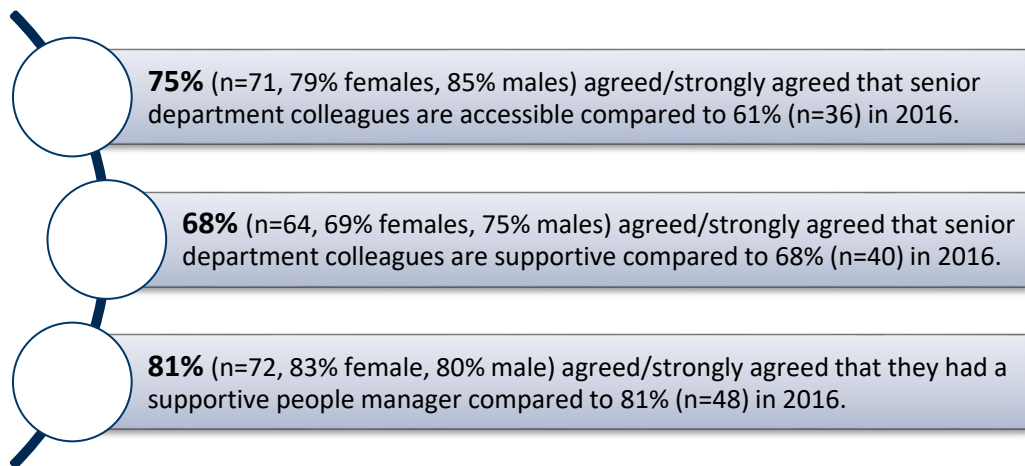 75% (n=71, 79% females, 85% males) agreed/strongly agreed that senior
department colleagues are accessible compared to 61% (n=36) in 2016.
68% (n=64, 69% females, 75% males) agreed/strongly agreed that senior
department colleagues are supportive compared to 68% (n=40) in 2016.
81% (n=72, 83% female, 80% male) agreed/strongly agreed that they had a
supportive people manager compared to 81% (n=48) in 2016.